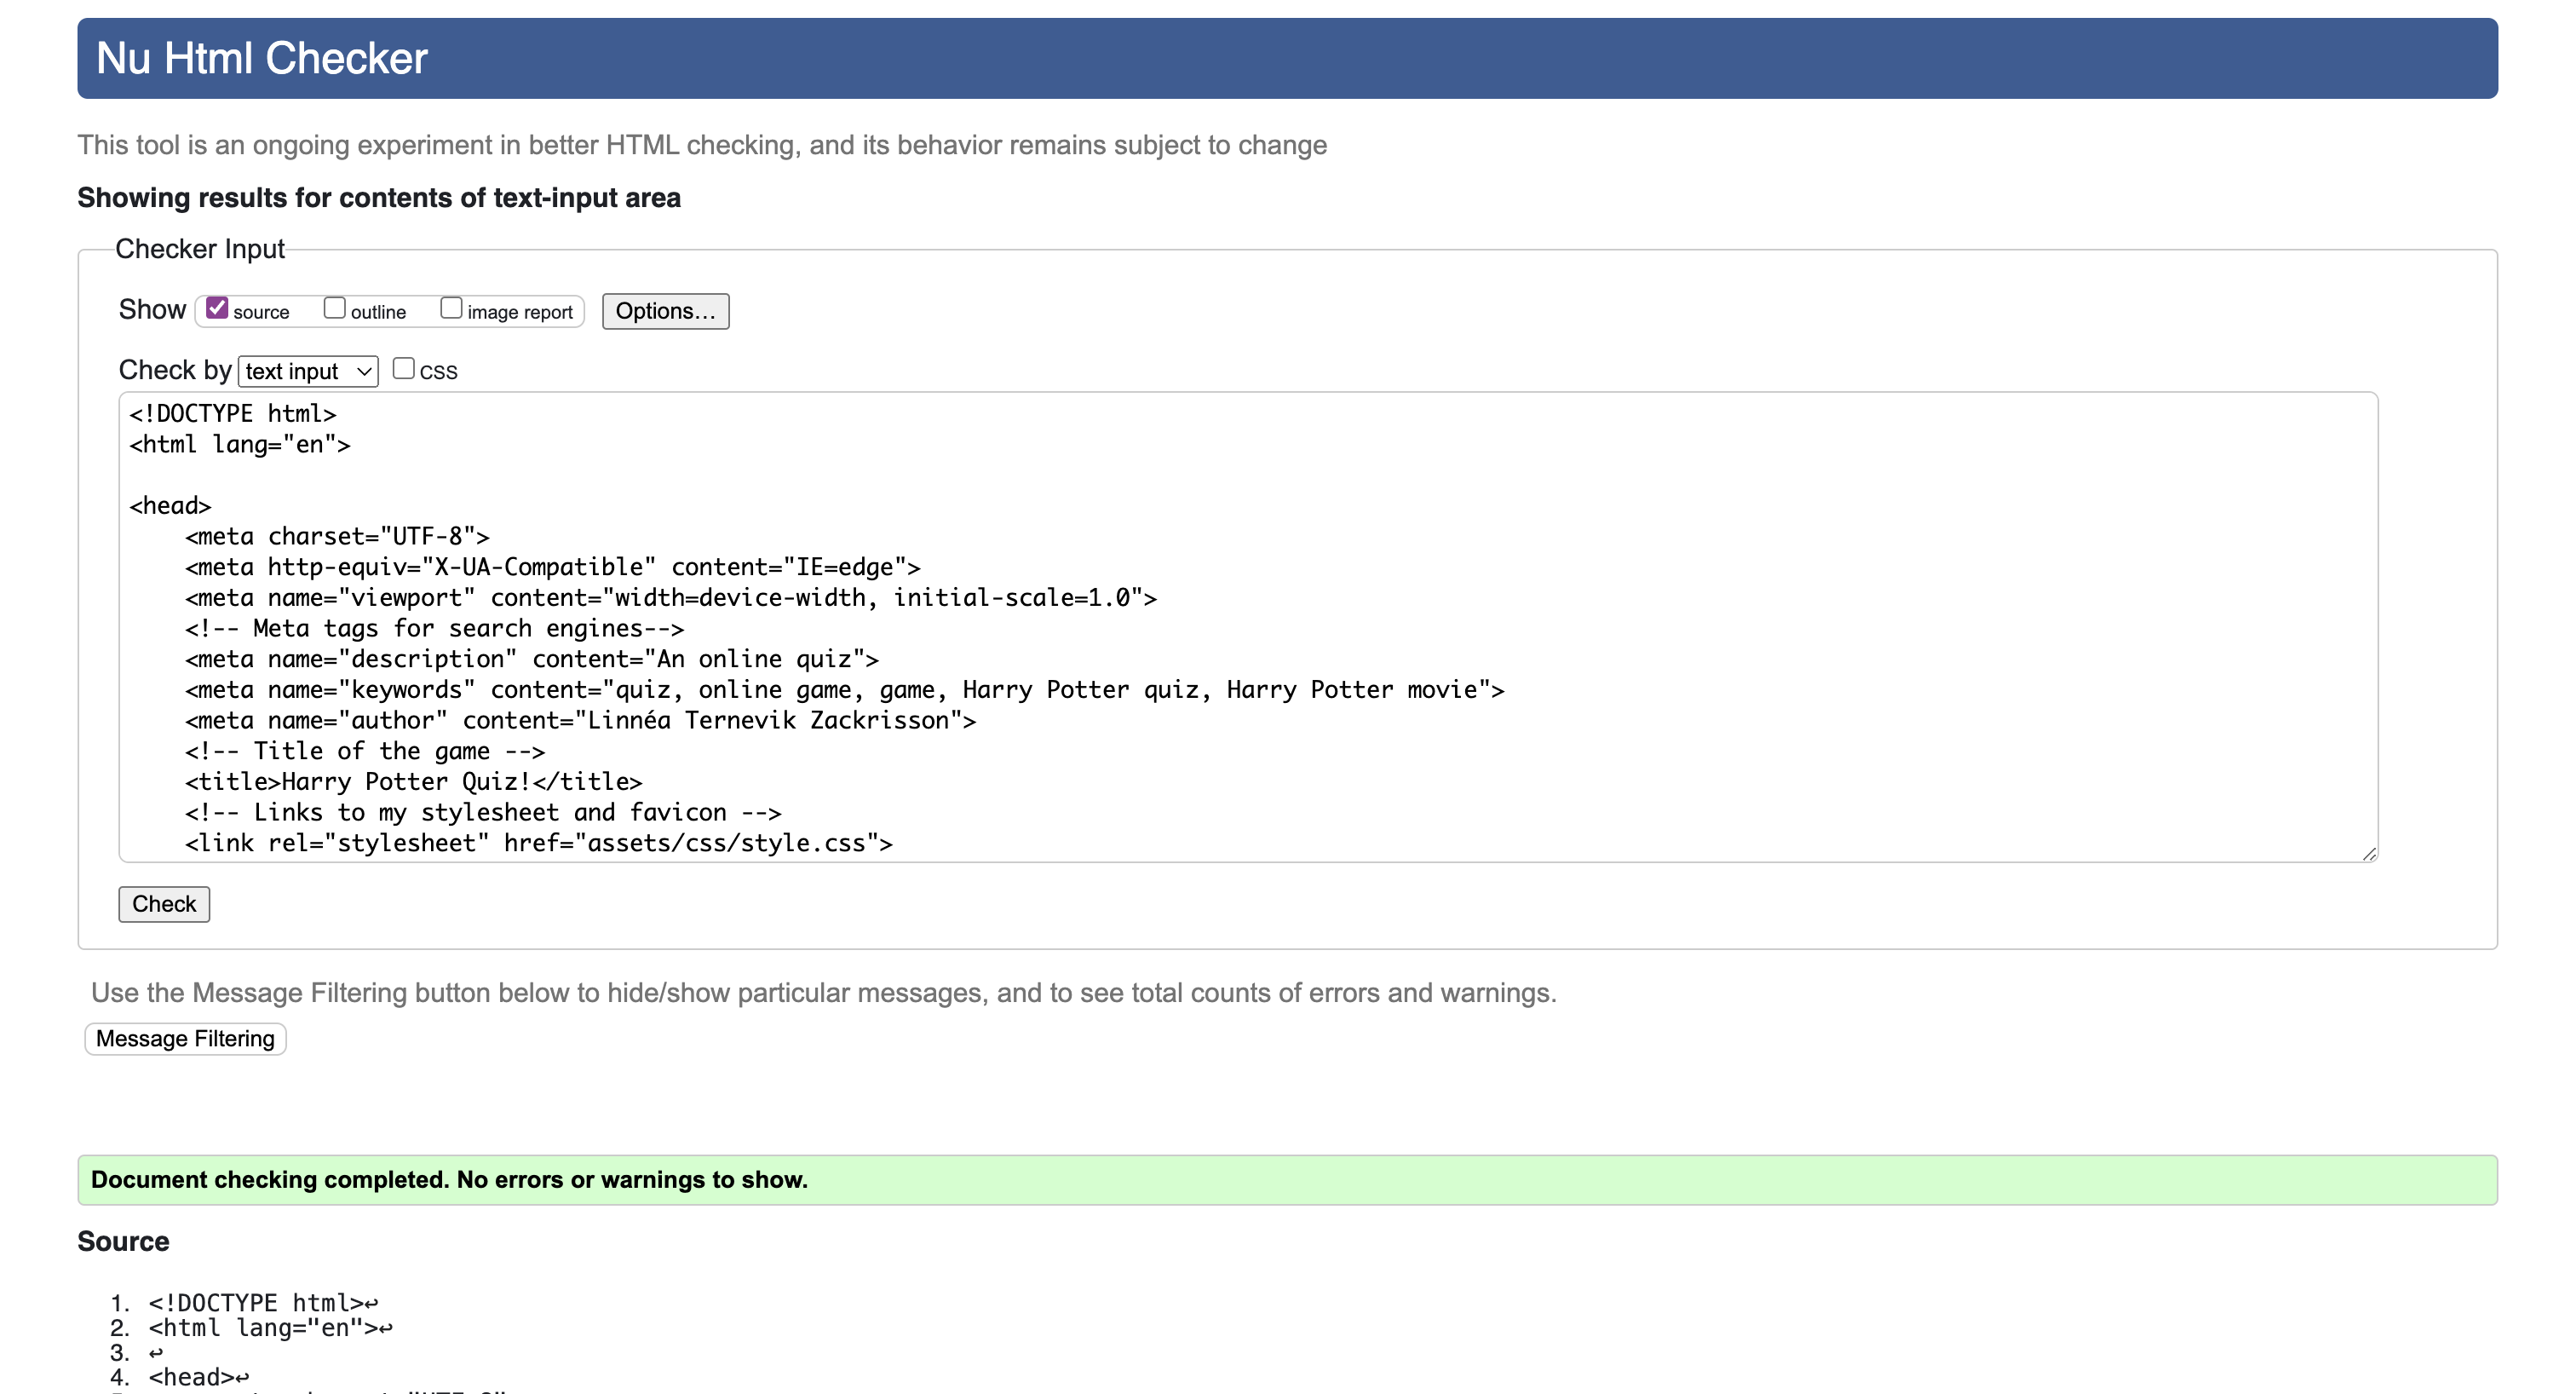 Nu Html Checker
This tool is an ongoing experiment in better HTML checking, and its behavior remains subject to change
Showing results for contents of text-input area
Checker Input
Show source outline image report Options…
Check by text input CSS
<!DOCTYPE html>
<html lang="en">
<head>
    <meta charset="UTF-8">
    <meta http-equiv="X-UA-Compatible" content="IE=edge">
    <meta name="viewport" content="width=device-width, initial-scale=1.0">
    <!-- Meta tags for search engines-->
    <meta name="description" content="An online quiz">
    <meta name="keywords" content="quiz, online game, game, Harry Potter quiz, Harry Potter movie">
    <meta name="author" content="Linnéa Ternevik Zackrisson">
    <!-- Title of the game -->
    <title>Harry Potter Quiz!</title>
    <!-- Links to my stylesheet and favicon -->
    <link rel="stylesheet" href="assets/css/style.css">
Check
Use the Message Filtering button below to hide/show particular messages, and to see total counts of errors and warnings.
Message Filtering
Document checking completed. No errors or warnings to show.
Source
1. <!DOCTYPE html>↩
2. <html lang="en">↩
3. ↩
4. <head>↩